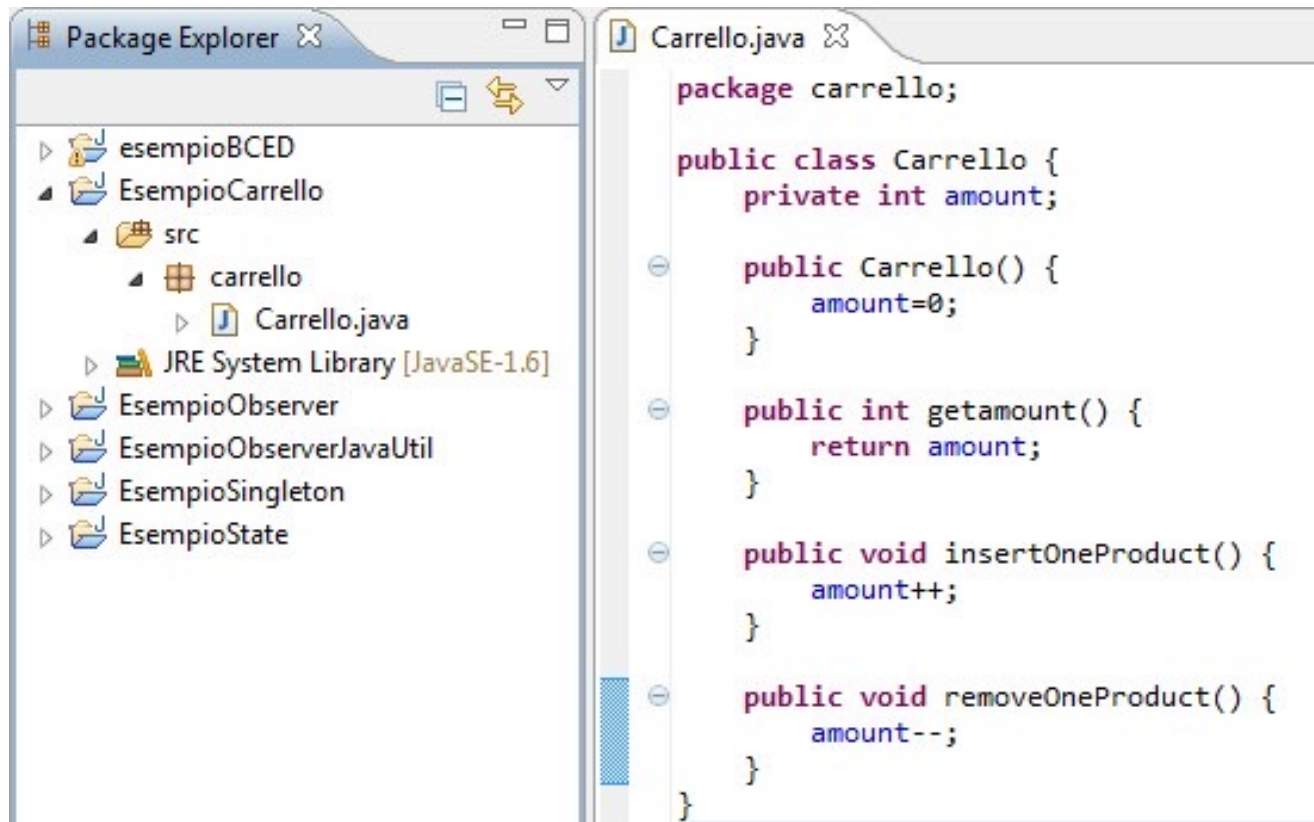 Package Explorer
esempioBCED
EsempioCarrello
src
carrello
Carrello.java
JRE System Library [JavaSE-1.6]
EsempioObserver
EsempioObserverJavaUtil
EsempioSingleton
EsempioState
Carrello.java
package carrello;
public class Carrello {
private int amount;
public Carrello() {
amount=0;
}
public int getamount() {
return amount;
}
public void insertOneProduct() {
amount++;
}
public void removeOneProduct() {
amount--;
}
}